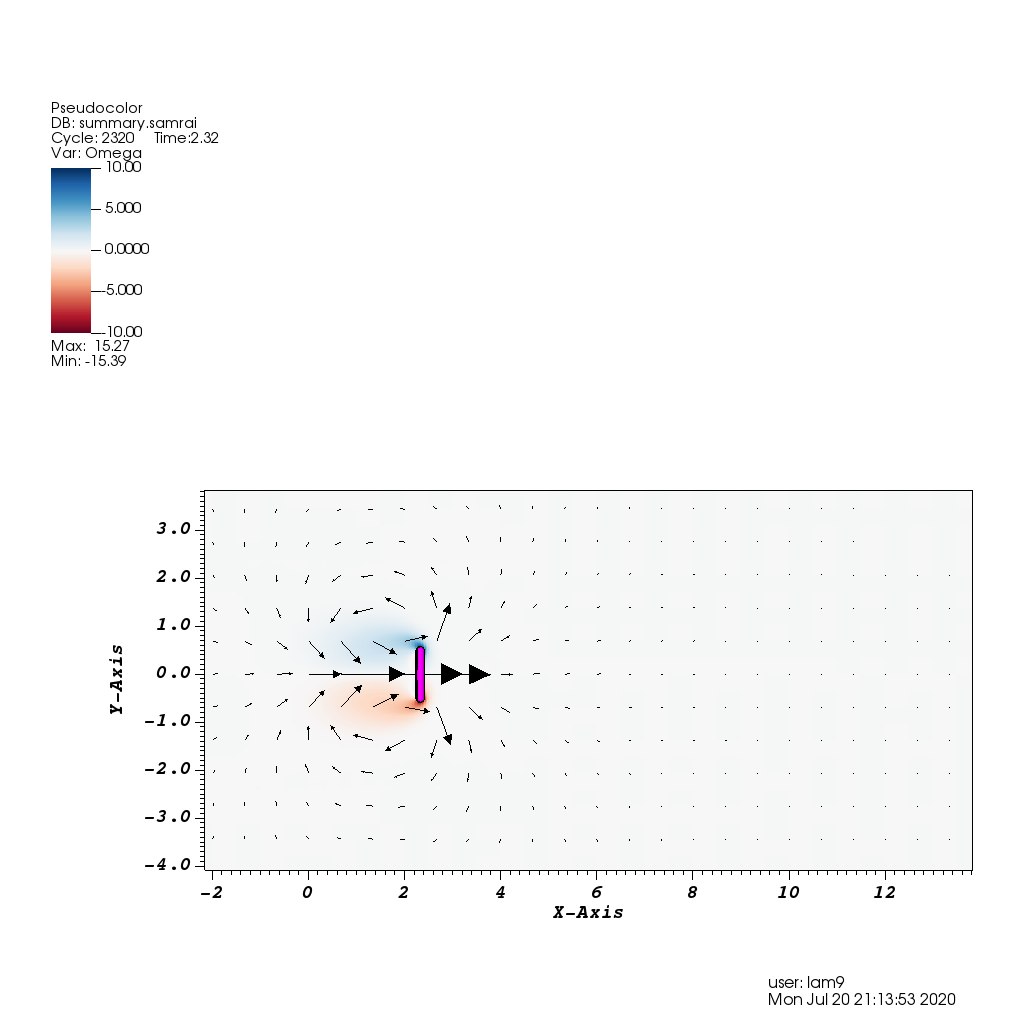 Pseudocolor
DB: summary.samrai
Cycle: 2320 Time:2.32
Var: Omega
10.00
5.000
0.0000
-5.000
-10.00
Max: 15.27
Min: -15.39
3.0
2.0
1.0
0.0
-1.0
-2.0
-3.0
-4.0
Y-Axis
-2 0 2 4 6 8 10 12
X-Axis
user: lam9
Mon Jul 20 21:13:53 2020